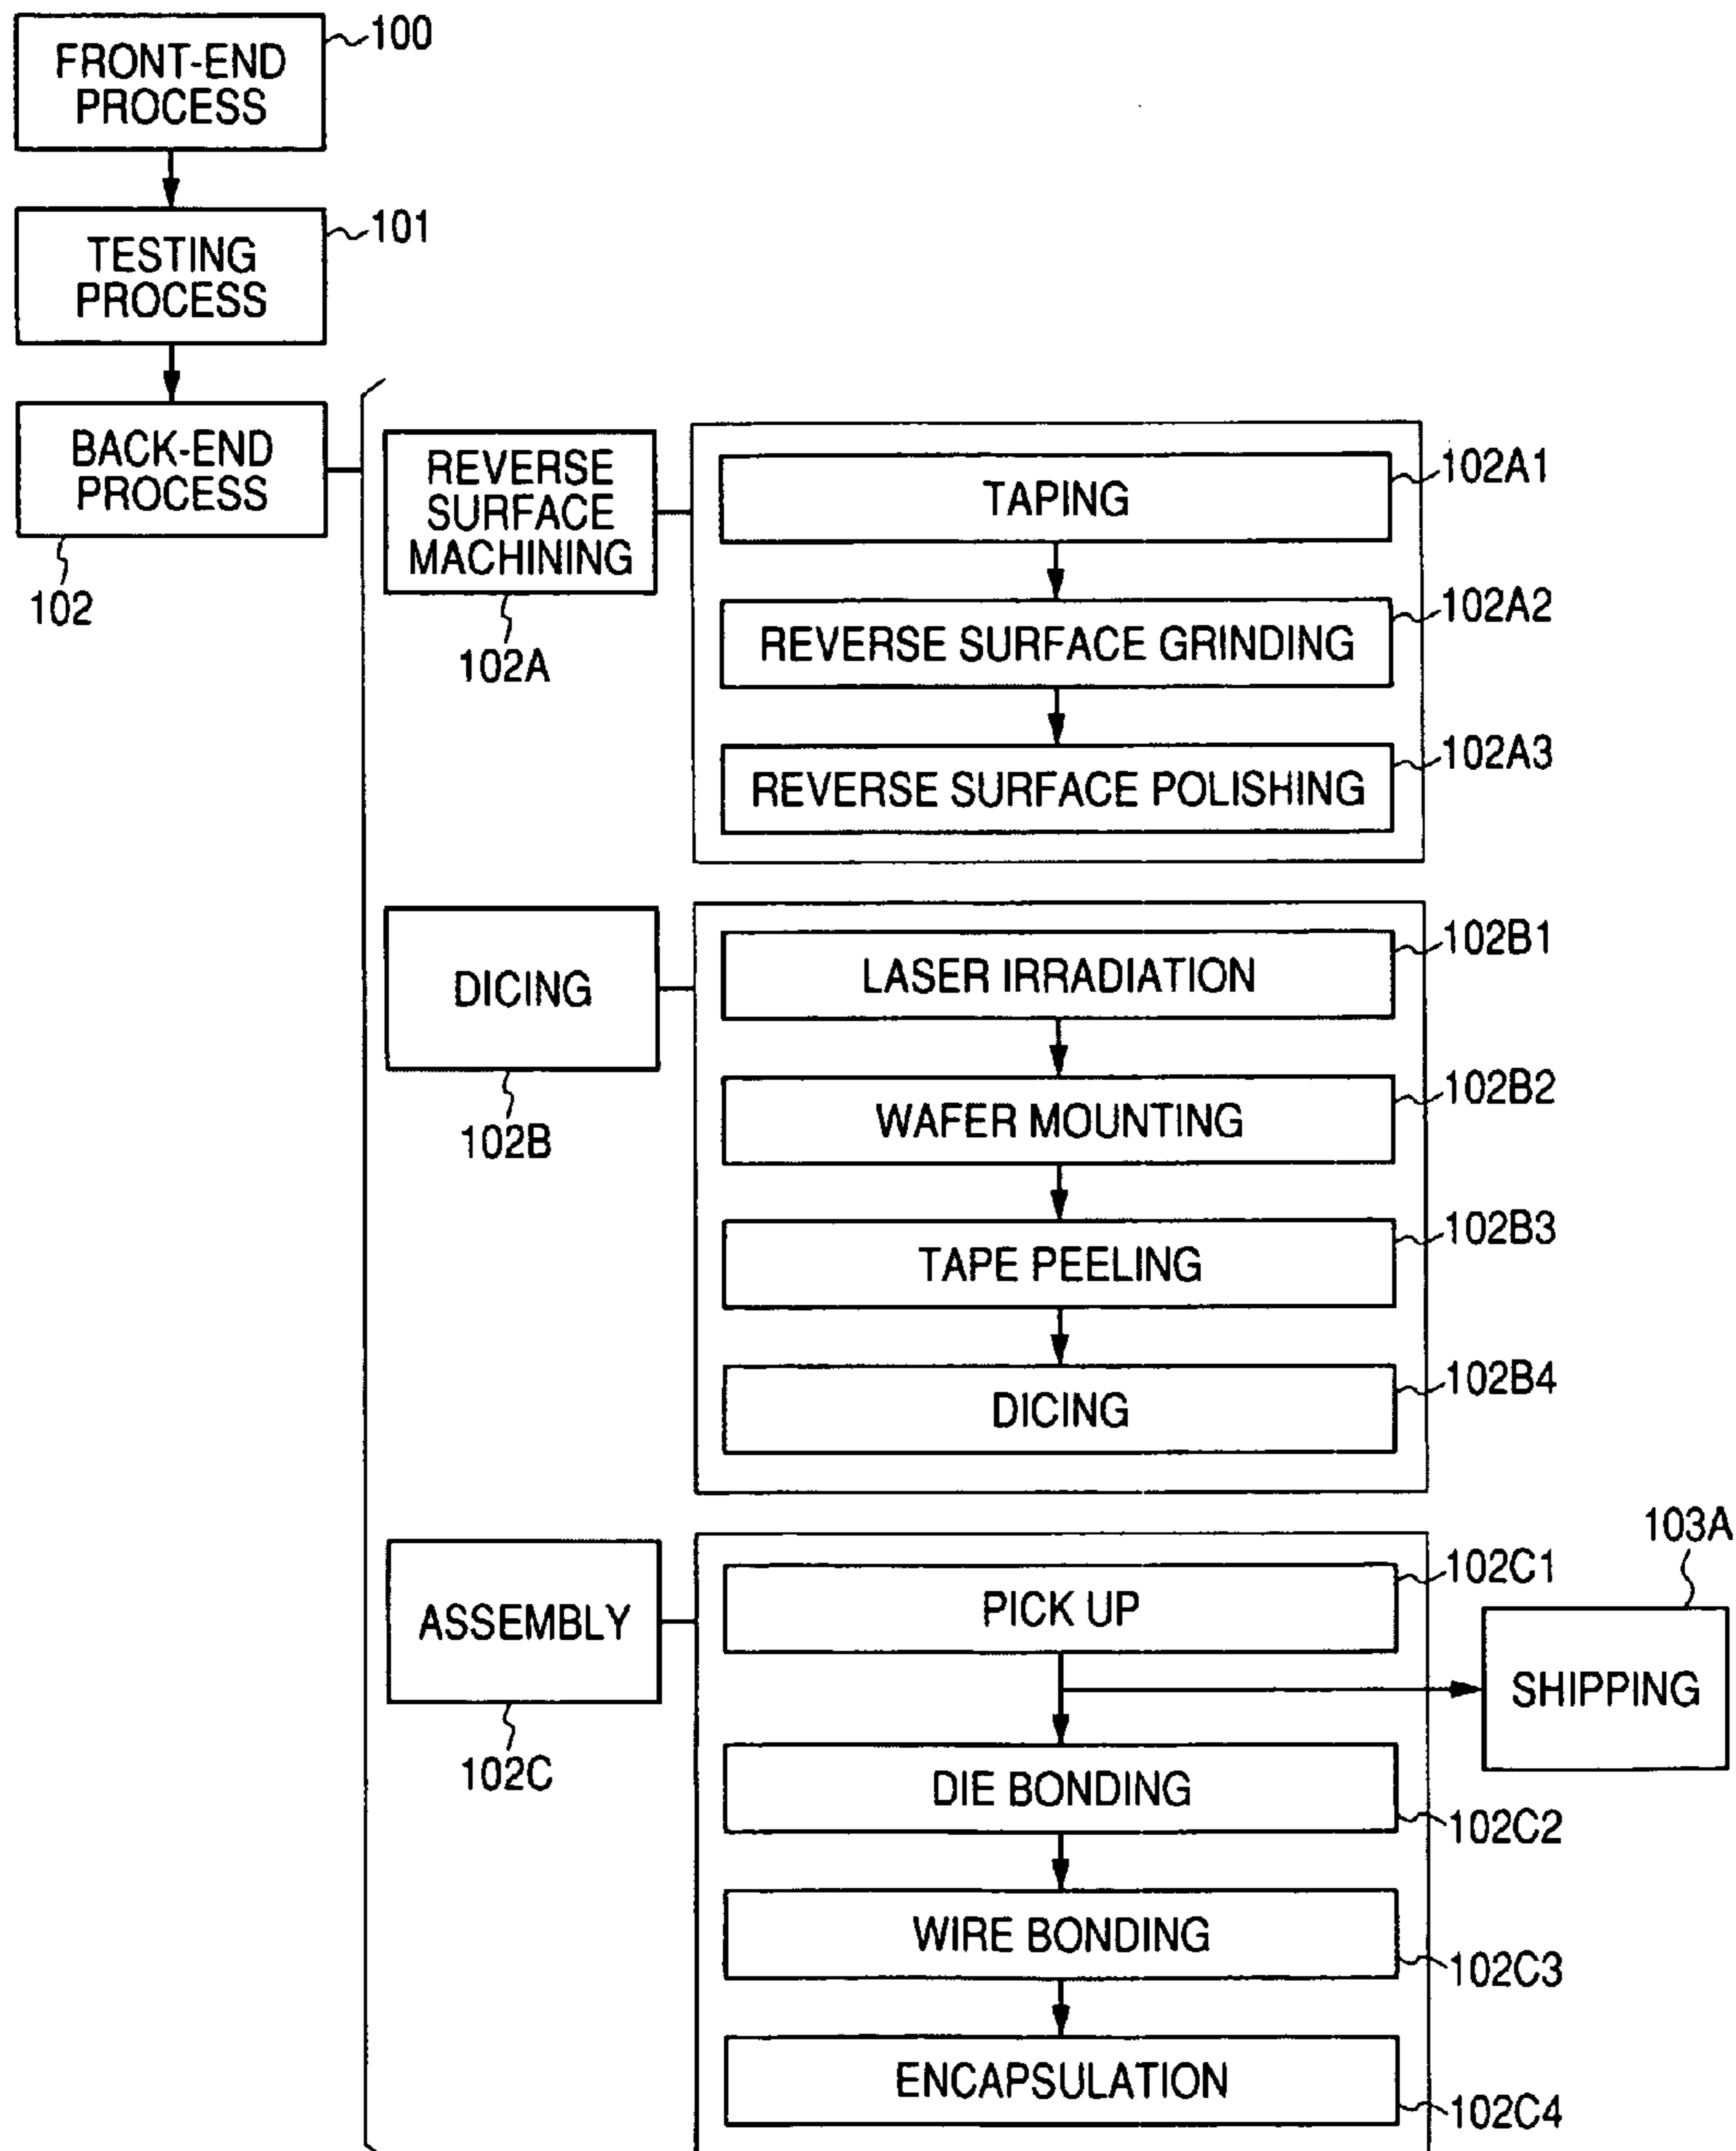 FRONT-END
PROCESS
100
TESTING
PROCESS
101
BACK-END
PROCESS
102
REVERSE
SURFACE
MACHINING
102A
TAPING
102A1
REVERSE SURFACE GRINDING
102A2
REVERSE SURFACE POLISHING
102A3
DICING
102B
LASER IRRADIATION
102B1
WAFER MOUNTING
102B2
TAPE PEELING
102B3
DICING
102B4
ASSEMBLY
102C
PICK UP
102C1
SHIPPING
103A
DIE BONDING
102C2
WIRE BONDING
102C3
ENCAPSULATION
102C4